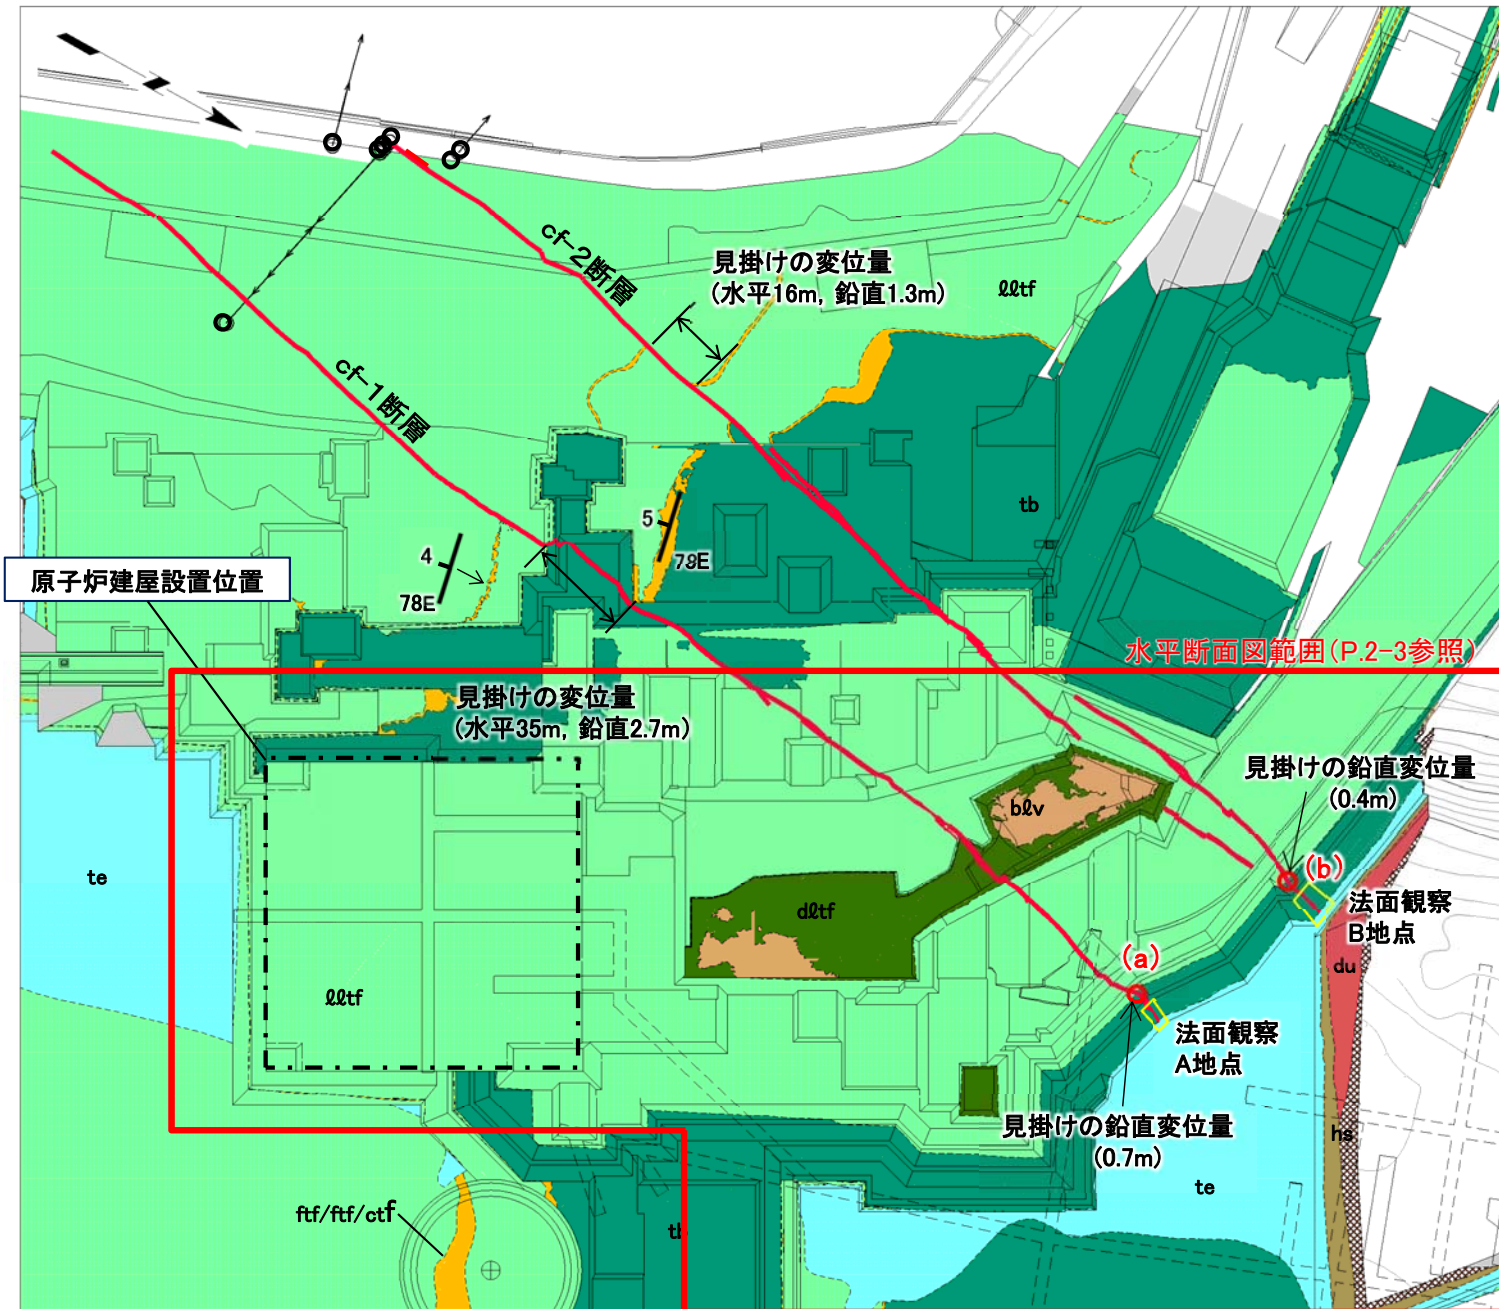 cf-2断層
見掛けの変位量
(水平16m, 鉛直1.3m)
ℓℓtf
cf-1断層
tb
5
78E
4
78E
原子炉建屋設置位置
水平断面図範囲(P.2-3参照)
見掛けの変位量
(水平35m, 鉛直2.7m)
見掛けの鉛直変位量
(0.4m)
bℓv
te
(b)
法面観察
B地点
dℓtf
du
(a)
ℓℓtf
法面観察
A地点
見掛けの鉛直変位量
(0.7m)
hs
te
ftf/ftf/ctf
tb